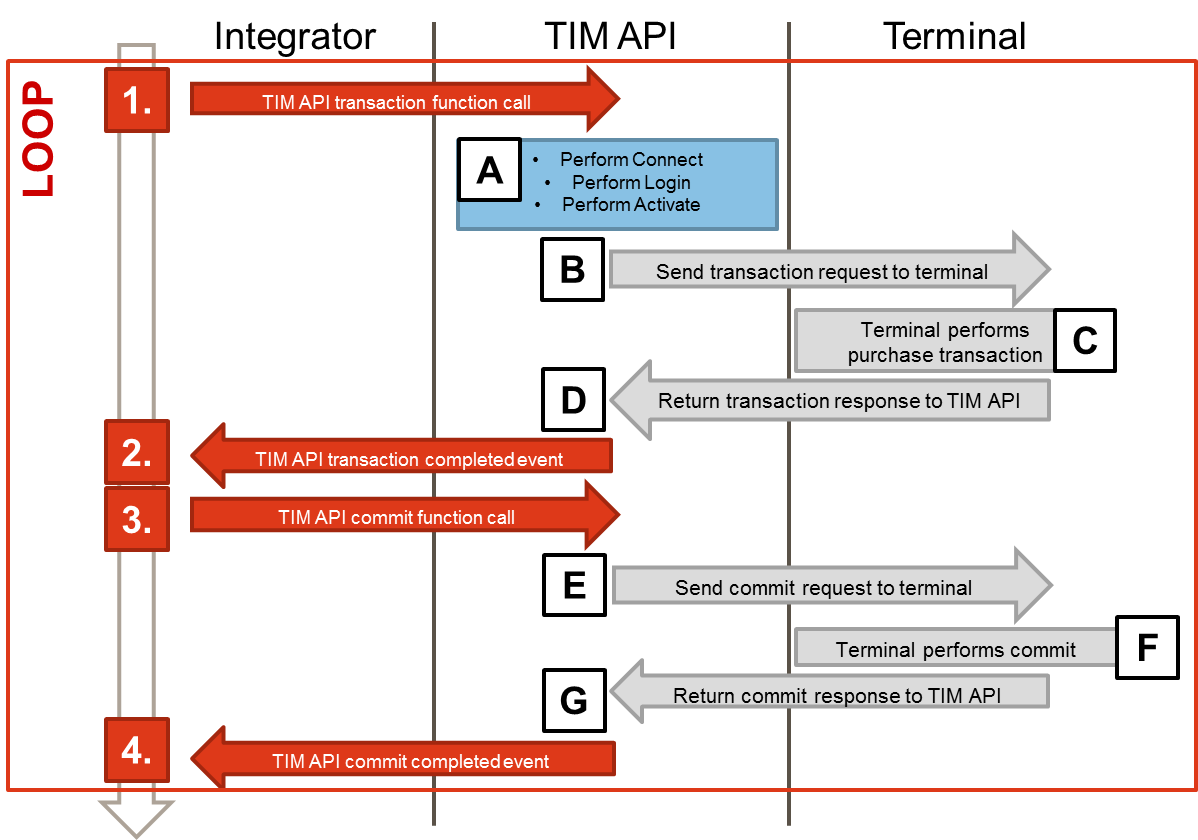 Integrator
TIM API
Terminal
LOOP
1.
TIM API transaction function call
A
• Perform Connect
• Perform Login
• Perform Activate
B
Send transaction request to terminal
Terminal performs
purchase transaction
C
D
Return transaction response to TIM API
2.
TIM API transaction completed event
3.
TIM API commit function call
E
Send commit request to terminal
Terminal performs commit
F
G
Return commit response to TIM API
4.
TIM API commit completed event